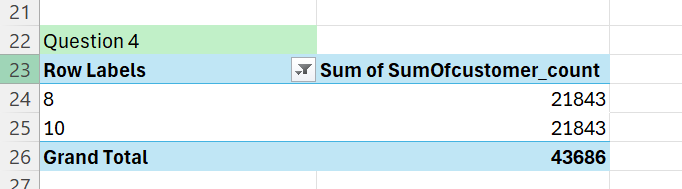 21
22 Question 4
23 Row Labels Sum of SumOfcustomer_count
24 8 21843
25 10 21843
26 Grand Total 43686
27